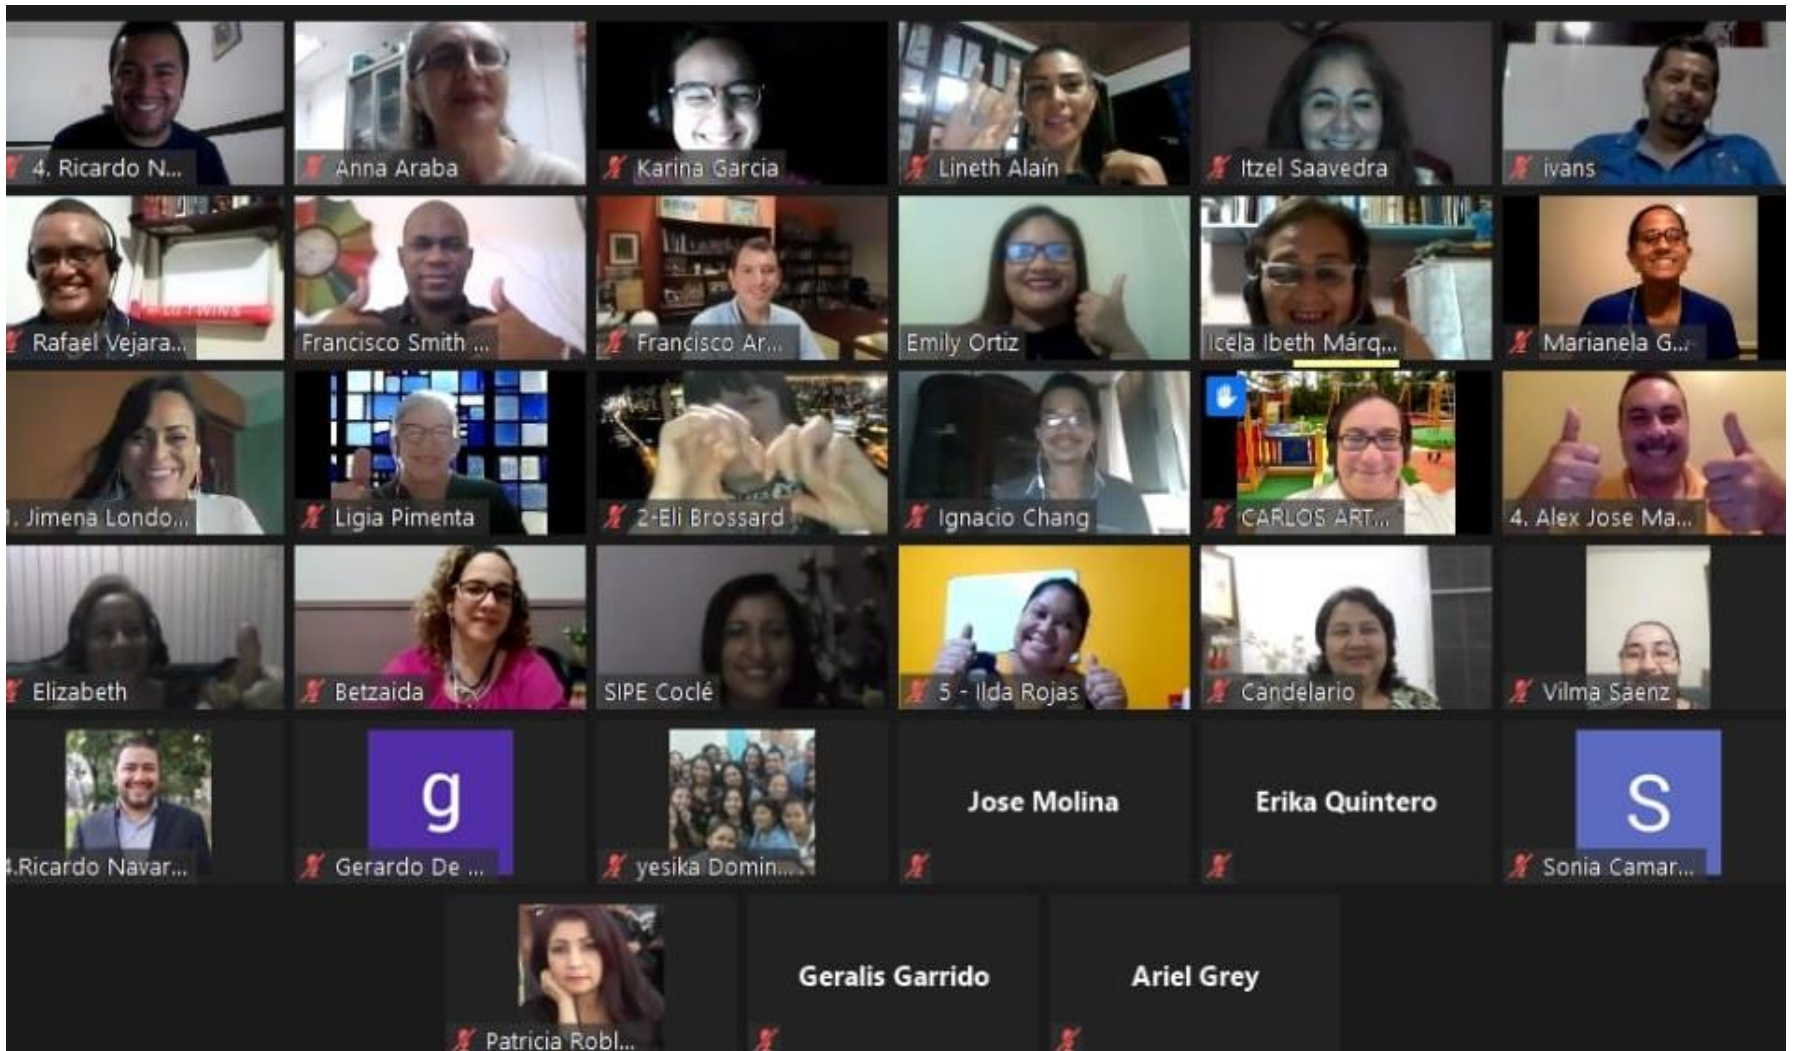 4. Ricardo N...
Anna Araba
Karina Garcia
Lineth Alaín
Itzel Saavedra
ivans
Rafael Vejara...
Francisco Smith ...
Francisco Ar...
Emily Ortiz
Icela Ibeth Márq...
Marianela G...
Jimena Londo...
Ligia Pimenta
2-Eli Brossard
Ignacio Chang
CARLOS ART...
4. Alex Jose Ma...
Elizabeth
Betzaida
SIPE Coclé
5 - Ilda Rojas
Candelario
Vilma Saenz
4.Ricardo Navar...
g
Gerardo De ...
yesika Domin...
Jose Molina
Erika Quintero
S
Sonia Camar...
Patricia Robl...
Geralis Garrido
Ariel Grey